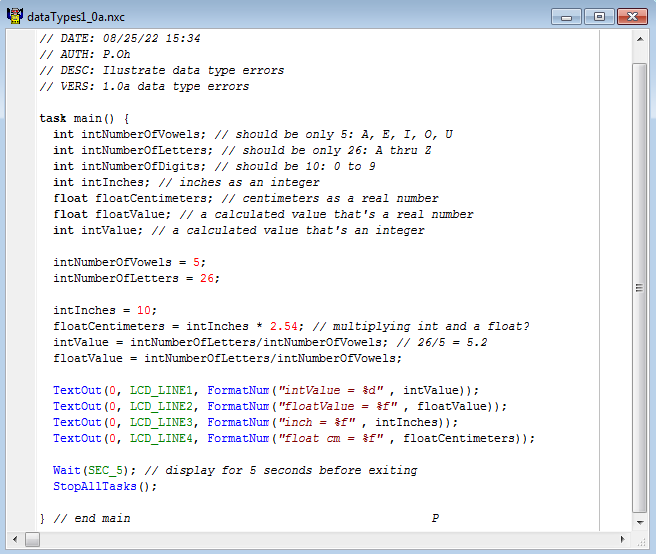 dataTypes1_0a.nxc
// DATE: 08/25/22 15:34
// AUTH: P.Oh
// DESC: Ilustrate data type errors
// VERS: 1.0a data type errors
task main() {
int intNumberOfVowels; // should be only 5: A, E, I, O, U
int intNumberOfLetters; // should be only 26: A thru Z
int intNumberOfDigits; // should be 10: 0 to 9
int intInches; // inches as an integer
float floatCentimeters; // centimeters as a real number
float floatValue; // a calculated value that's a real number
int intValue; // a calculated value that's an integer
intNumberOfVowels = 5;
intNumberOfLetters = 26;
intInches = 10;
floatCentimeters = intInches * 2.54; // multiplying int and a float?
intValue = intNumberOfLetters/intNumberOfVowels; // 26/5 = 5.2
floatValue = intNumberOfLetters/intNumberOfVowels;
TextOut(0, LCD_LINE1, FormatNum("intValue = %d" , intValue));
TextOut(0, LCD_LINE2, FormatNum("floatValue = %f" , floatValue));
TextOut(0, LCD_LINE3, FormatNum("inch = %f" , intInches));
TextOut(0, LCD_LINE4, FormatNum("float cm = %f" , floatCentimeters));
Wait(SEC_5); // display for 5 seconds before exiting
StopAllTasks();
} // end main P